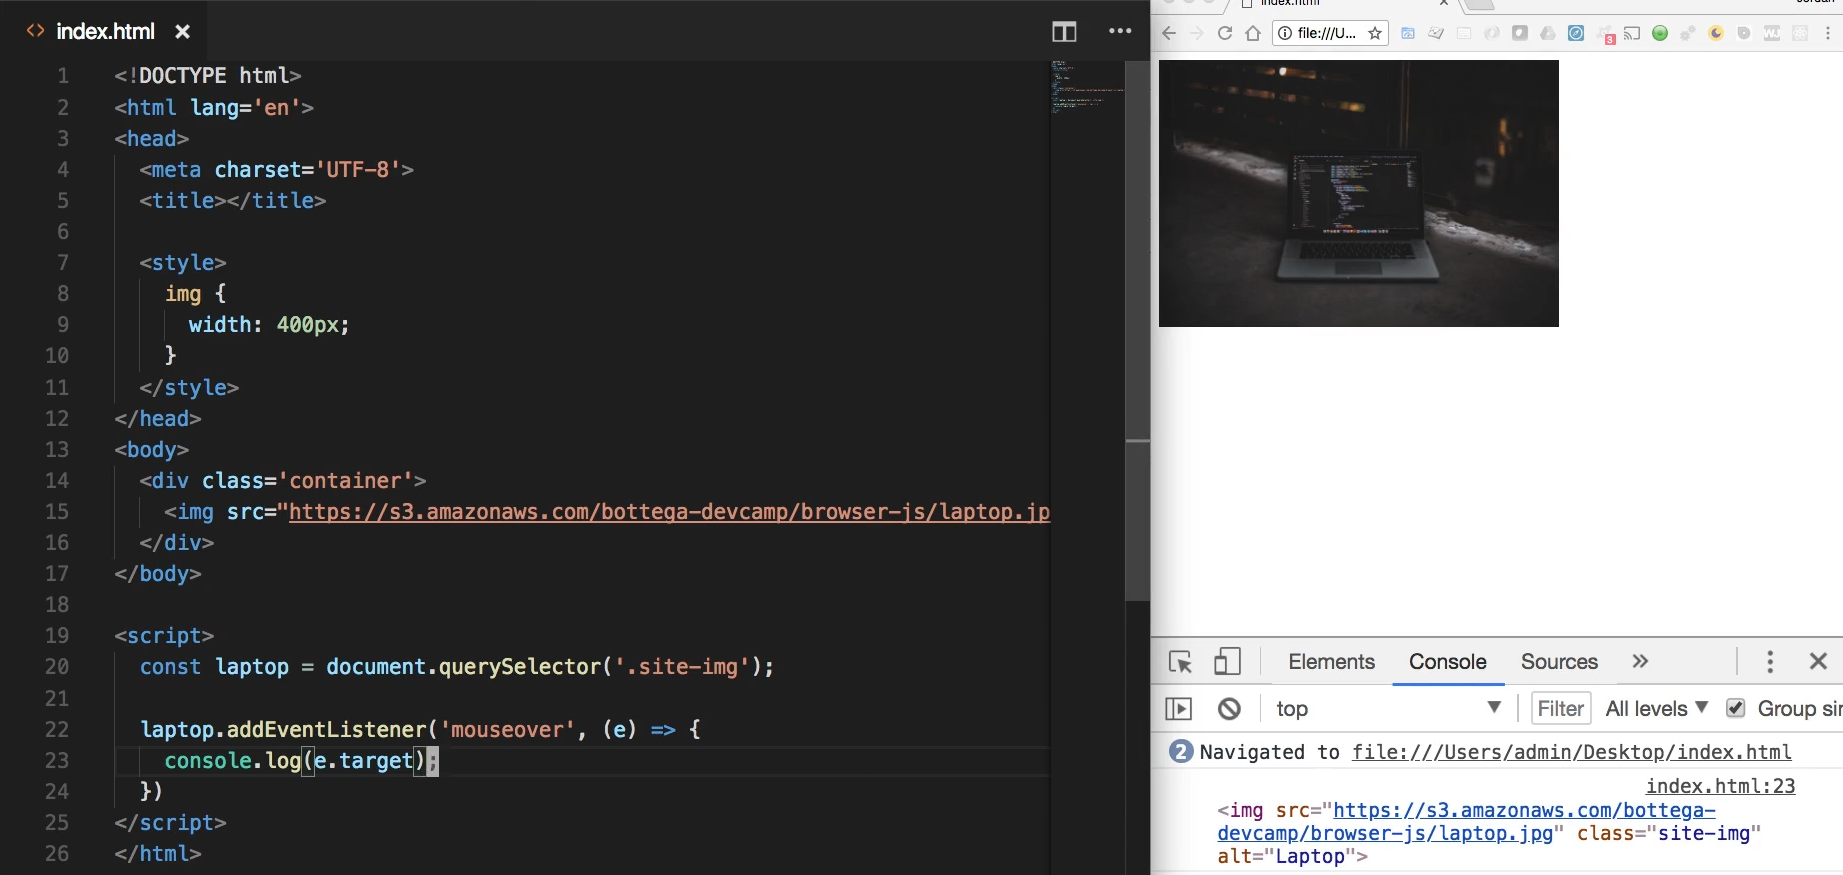 index.html
1 <!DOCTYPE html>
2 <html lang='en'>
3 <head>
4 <meta charset='UTF-8'>
5 <title></title>
6
7 <style>
8 img {
9 width: 400px;
10 }
11 </style>
12 </head>
13 <body>
14 <div class='container'>
15 <img src="https://s3.amazonaws.com/bottega-devcamp/browser-js/laptop.jp
16 </div>
17 </body>
18
19 <script>
20 const laptop = document.querySelector('.site-img');
21
22 laptop.addEventListener('mouseover', (e) => {
23 console.log(e.target);
24 })
25 </script>
26 </html>
index.html
Jordan
file:///U...
3
Elements Console Sources
top Filter All levels Group sim
2 Navigated to file:///Users/admin/Desktop/index.html
index.html:23
<img src="https://s3.amazonaws.com/bottega-
devcamp/browser-js/laptop.jpg" class="site-img"
alt="Laptop">